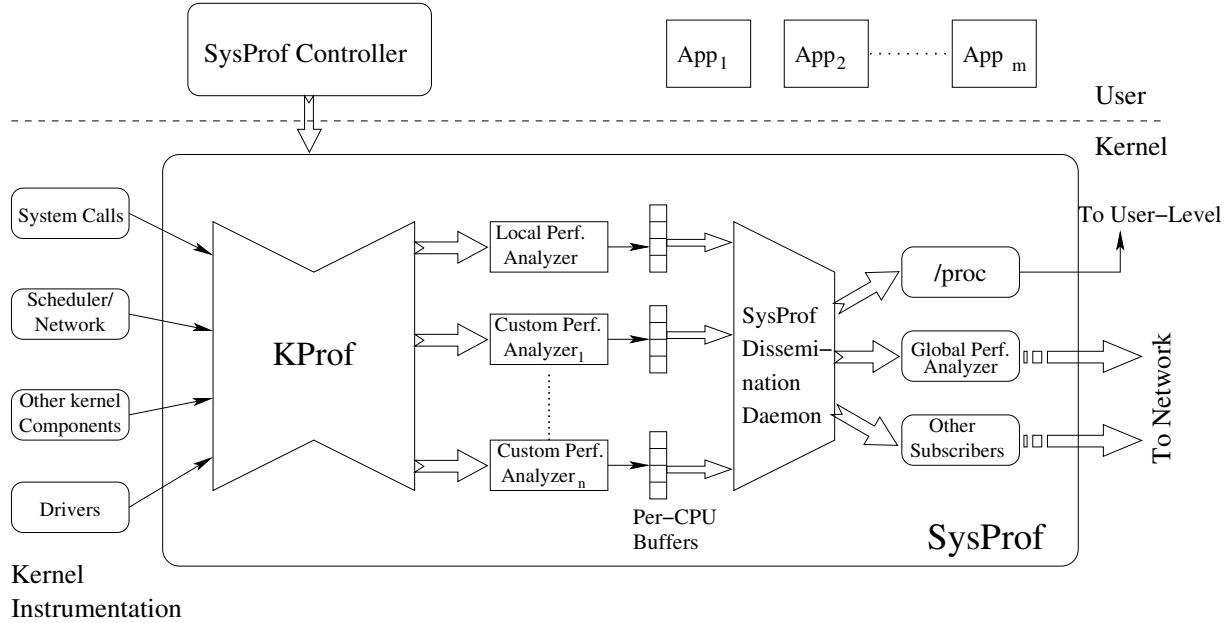 SysProf Controller
App1
App2
App m
User
Kernel
System Calls
Scheduler/
Network
Other kernel
Components
Drivers
Kernel
Instrumentation
KProf
Local Perf.
Analyzer
Custom Perf.
Analyzer1
Custom Perf.
Analyzer n
Per–CPU
Buffers
SysProf
Dissemi–
nation
Daemon
/proc
Global Perf.
Analyzer
Other
Subscribers
To User–Level
To Network
SysProf